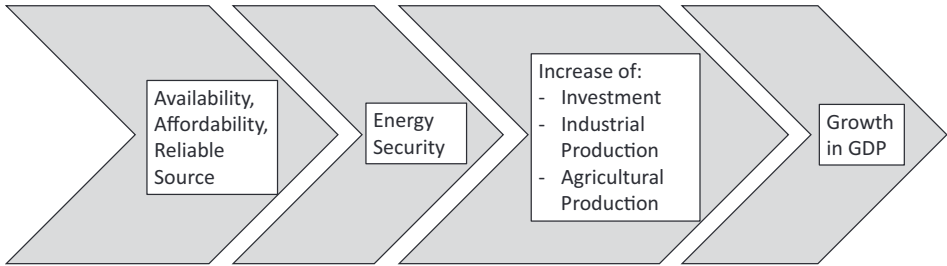 Availability,
Affordability,
Reliable
Source
Energy
Security
Increase of:
- Investment
- Industrial
Production
- Agricultural
Production
Growth
in GDP